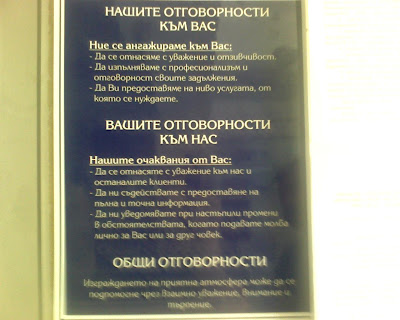 НАШИТЕ ОТГОВОРНОСТИ
КЪМ ВАС
Ние се ангажираме към Вас:
- Да се отнасяме с уважение и отзивчивост.
- Да изпълняваме с професионализъм и
отговорност своите задължения.
- Да Ви предоставяме на ниво услугата, от
която се нуждаете.
ВАШИТЕ ОТГОВОРНОСТИ
КЪМ НАС
Нашите очаквания от Вас:
- Да се отнасяте с уважение към нас и
останалите клиенти.
- Да ни съдействате с предоставяне на
пълна и точна информация.
- Да ни уведомявате при настъпили промени
в обстоятелствата, когато подавате молба
лично за Вас или за друг човек.
ОБЩИ ОТГОВОРНОСТИ
Изграждането на приятна атмосфера може да се
подпомогне чрез взаимно уважение, внимание и
търпение.